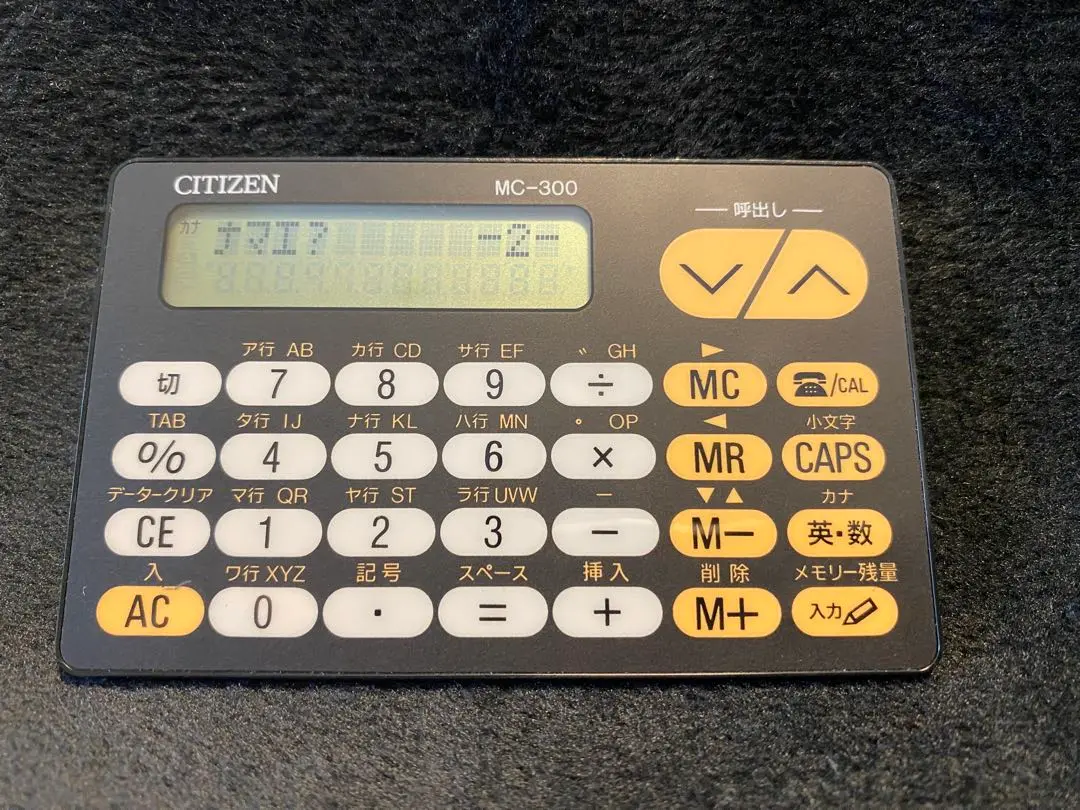 CITIZEN MC-300
呼出し
カナ ナマエ? -2-
ア行 AB カ行 CD サ行 EF 〃 GH ▶
切 7 8 9 ÷ MC ☎/CAL
TAB タ行 IJ ナ行 KL ハ行 MN ° OP ◀ 小文字
% 4 5 6 × MR CAPS
データークリア マ行 QR ヤ行 ST ラ行 UVW ー ▼▲ カナ
CE 1 2 3 − M− 英・数
入 ワ行 XYZ 記号 スペース 挿入 削除 メモリー残量
AC 0 · = + M+ 入力